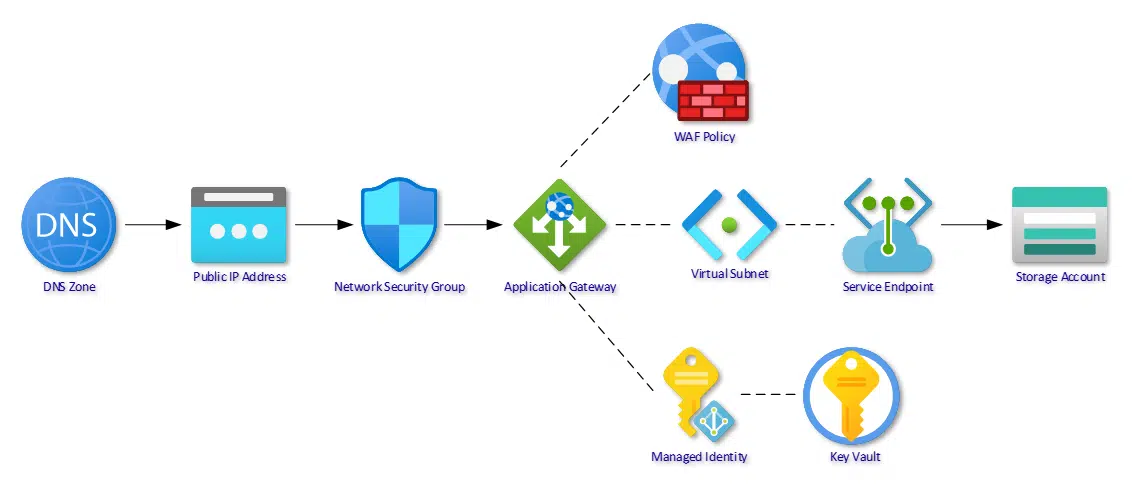 WAF Policy
DNS
DNS Zone
Public IP Address
Network Security Group
Application Gateway
Virtual Subnet
Service Endpoint
Storage Account
Managed Identity
Key Vault